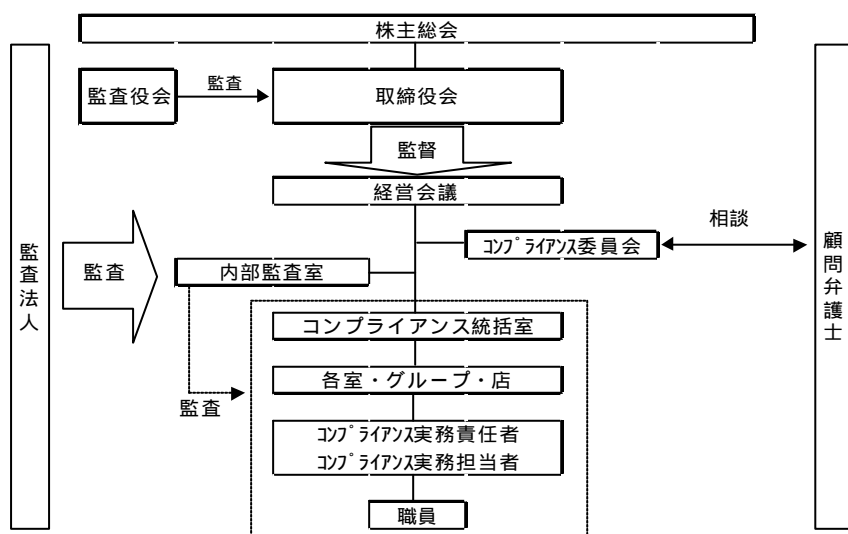 株主総会
監査役会
監査
取締役会
監督
経営会議
コンプライアンス委員会
相談
監査法人
監査
内部監査室
顧問弁護士
コンプライアンス統括室
各室・グループ・店
監査
コンプライアンス実務責任者
コンプライアンス実務担当者
職員